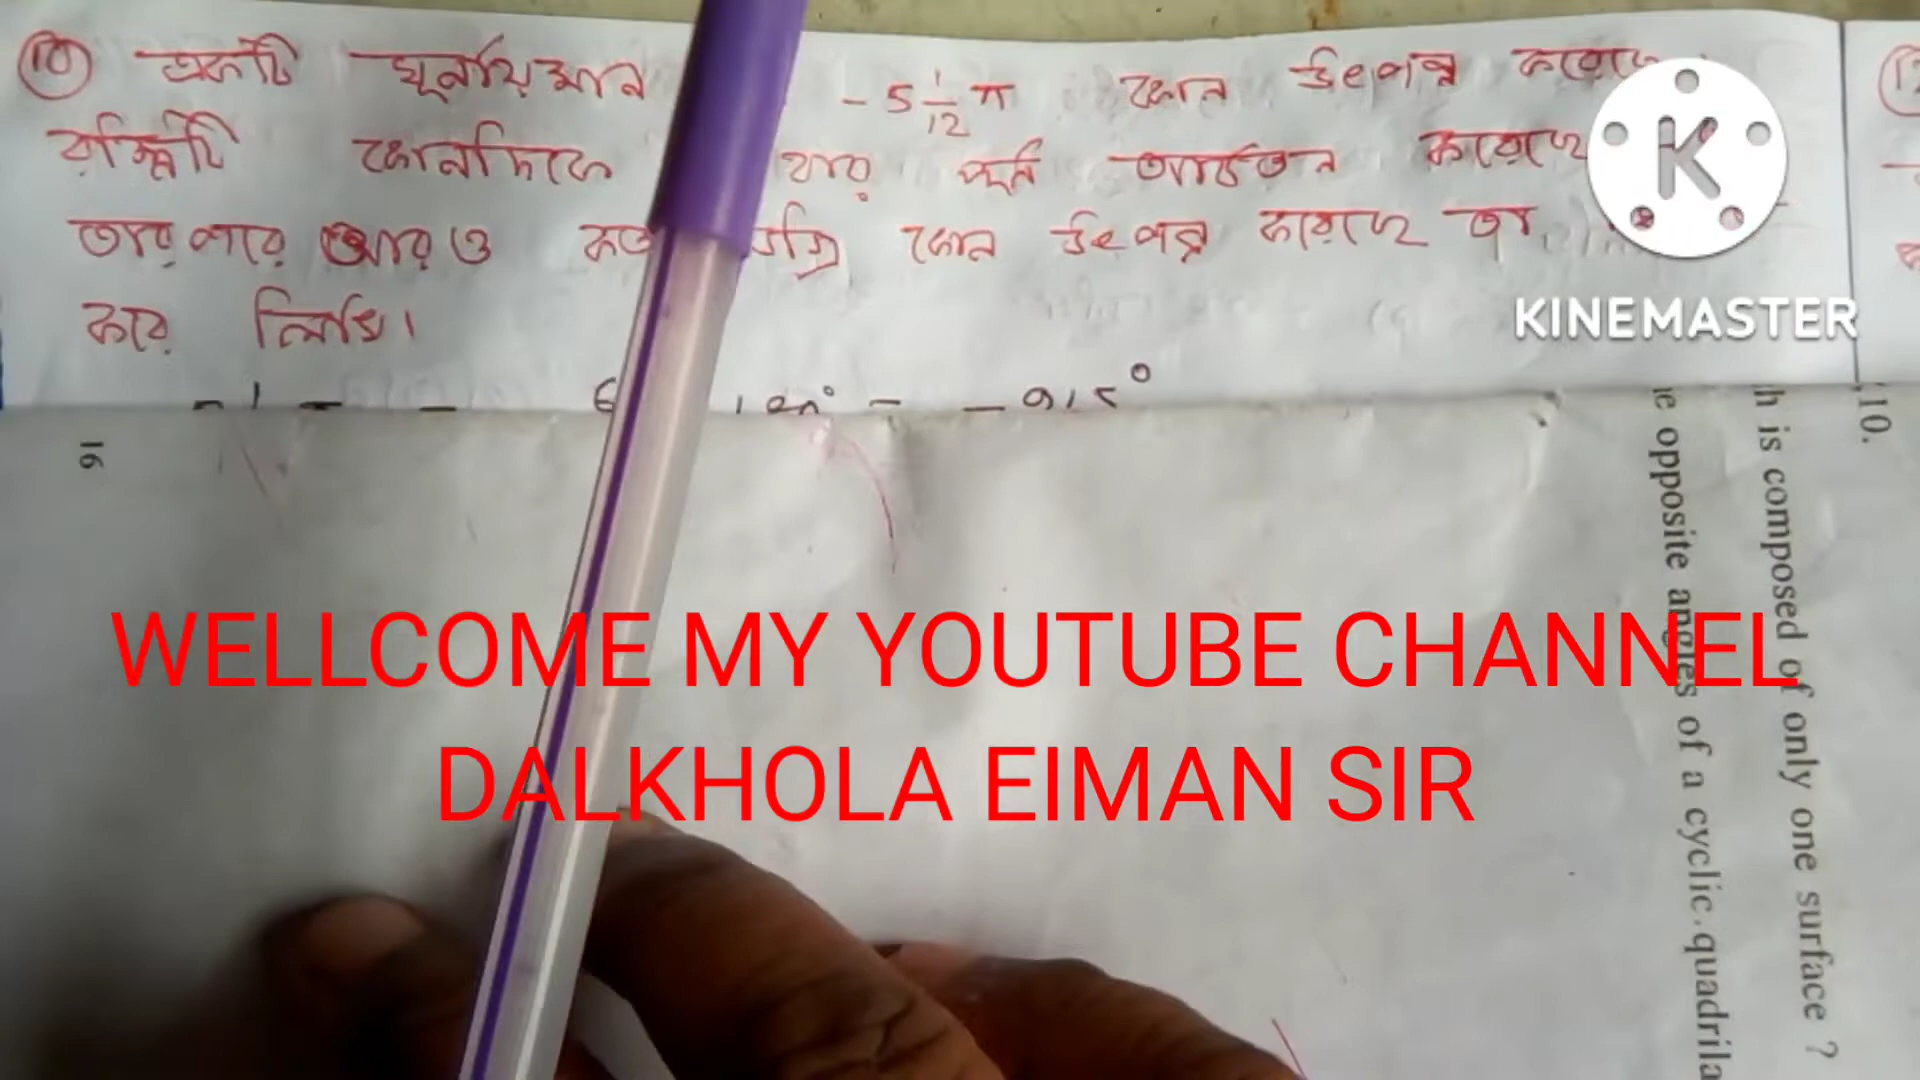 (10) একটি ঘূর্নায়মান -5 1/12 π কোন উৎপন্ন করেছে
রশ্মিটি কোনদিকে বার পূর্ন আবর্তন করেছে
তারপরে আরও কত কোন উৎপন্ন করেছে তা
করে লিখি।
KINEMASTER
16
WELLCOME MY YOUTUBE CHANNEL
DALKHOLA EIMAN SIR
10.
h is composed of only one surface ?
e opposite angles of a cyclic quadrila